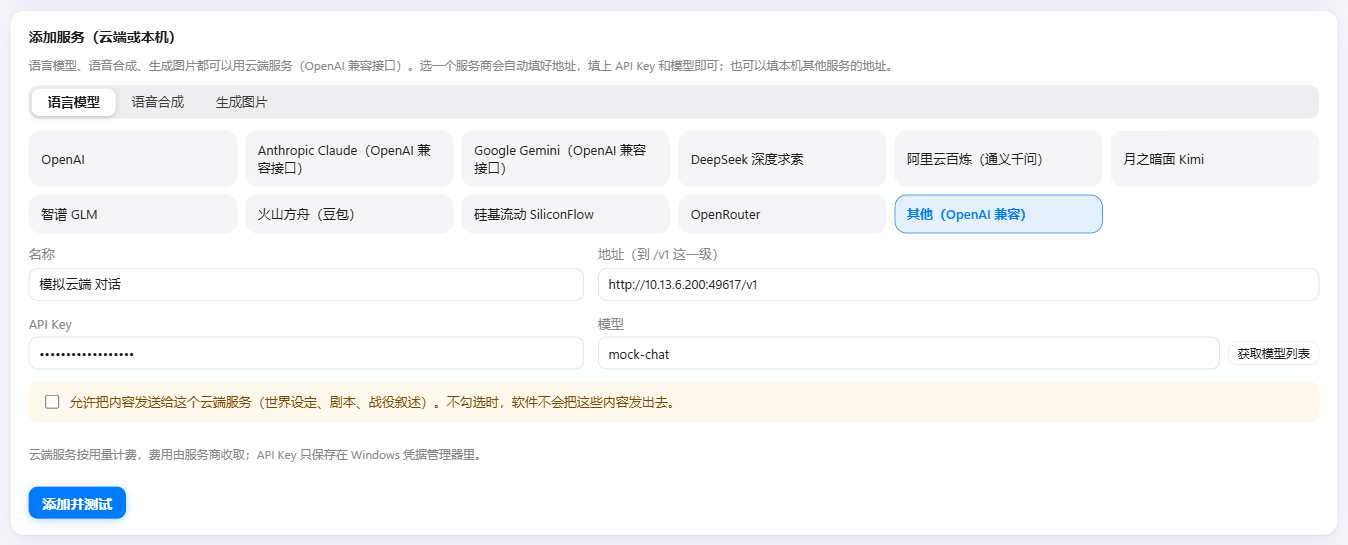 添加服务（云端或本机）
语言模型、语音合成、生成图片都可以用云端服务（OpenAI 兼容接口）。选一个服务商会自动填好地址，填上 API Key 和模型即可；也可以填本机其他服务的地址。
语言模型 语音合成 生成图片
OpenAI
Anthropic Claude（OpenAI 兼
容接口）
Google Gemini（OpenAI 兼容
接口）
DeepSeek 深度求索
阿里云百炼（通义千问）
月之暗面 Kimi
智谱 GLM
火山方舟（豆包）
硅基流动 SiliconFlow
OpenRouter
其他（OpenAI 兼容）
名称
模拟云端 对话
地址（到 /v1 这一级）
http://10.13.6.200:49617/v1
API Key
••••••••••••••••••
模型
mock-chat
获取模型列表
允许把内容发送给这个云端服务（世界设定、剧本、战役叙述）。不勾选时，软件不会把这些内容发出去。
云端服务按用量计费，费用由服务商收取；API Key 只保存在 Windows 凭据管理器里。
添加并测试